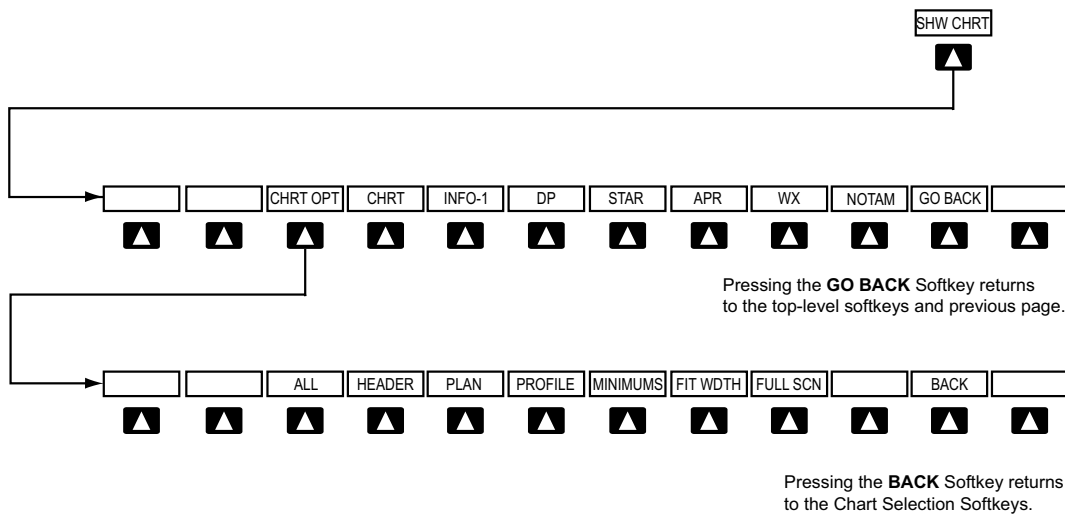 SHW CHRT
CHRT OPT CHRT INFO-1 DP STAR APR WX NOTAM GO BACK
Pressing the GO BACK Softkey returns
to the top-level softkeys and previous page.
ALL HEADER PLAN PROFILE MINIMUMS FIT WDTH FULL SCN BACK
Pressing the BACK Softkey returns
to the Chart Selection Softkeys.